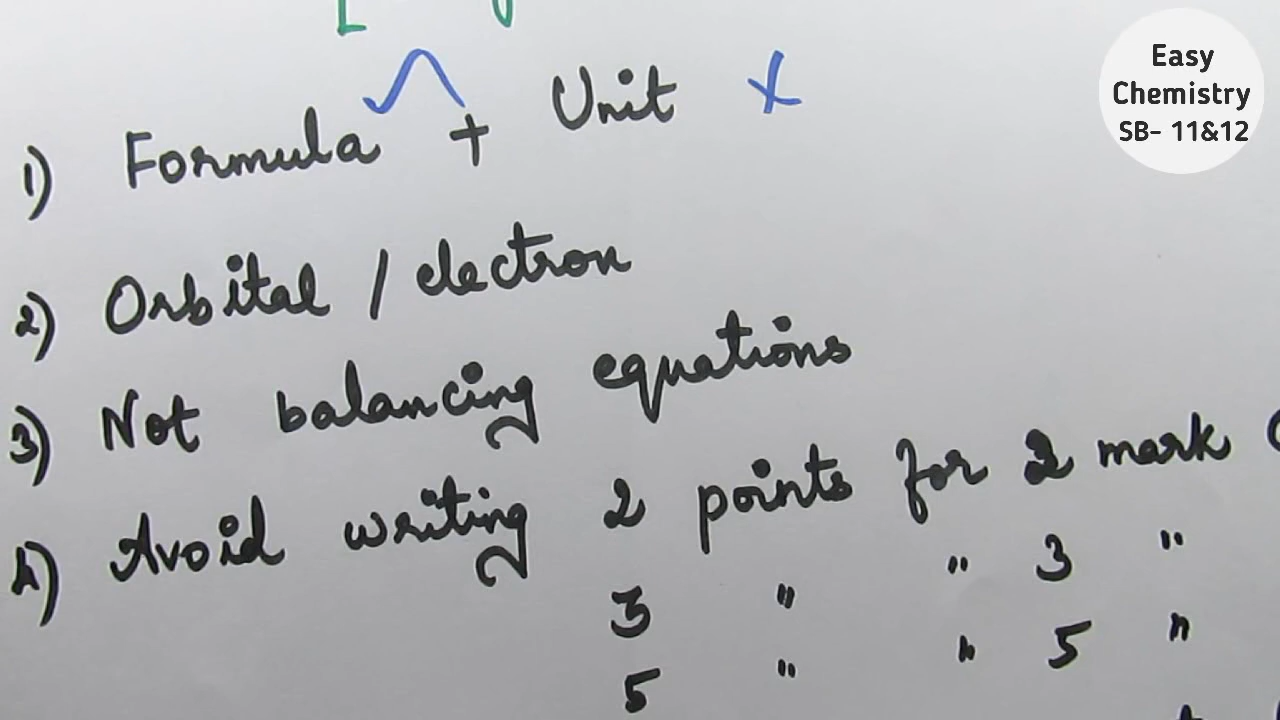 Easy
Chemistry
SB- 11&12
1) Formula + Unit ✗
2) Orbital / electron
3) Not balancing equations
4) Avoid writing 2 points for 2 mark
3 " " 3 "
5 " " 5 "